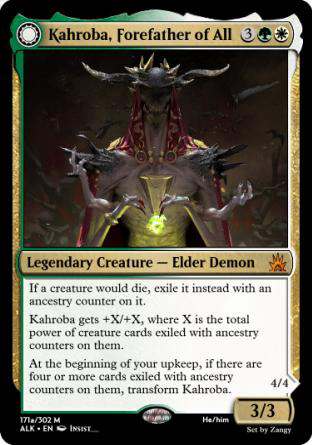 Kahroba, Forefather of All 3
Legendary Creature — Elder Demon
If a creature would die, exile it instead with an
ancestry counter on it.
Kahroba gets +X/+X, where X is the total
power of creature cards exiled with ancestry
counters on them.
At the beginning of your upkeep, if there are
four or more cards exiled with ancestry
counters on them, transform Kahroba.
4/4
3/3
171a/302 M
ALK • EN Insist__
He/him
Set by Zangy